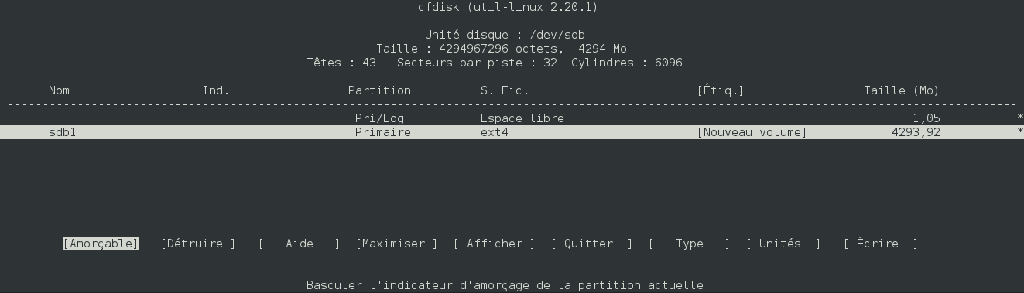 cfdisk (util-linux 2.20.1)
Unité disque : /dev/sdb
Taille : 4294967296 octets, 4294 Mo
Têtes : 43 Secteurs par piste : 32 Cylindres : 6096
Nom Ind. Partition S. Fic. [Étiq.] Taille (Mo)
Pri/Log Espace libre 1,05 *
sdb1 Primaire ext4 [Nouveau volume] 4293,92 *
[Amorçable] [Détruire ] [ Aide ] [Maximiser ] [ Afficher ] [ Quitter ] [ Type ] [ Unités ] [ Écrire ]
Basculer l'indicateur d'amorçage de la partition actuelle